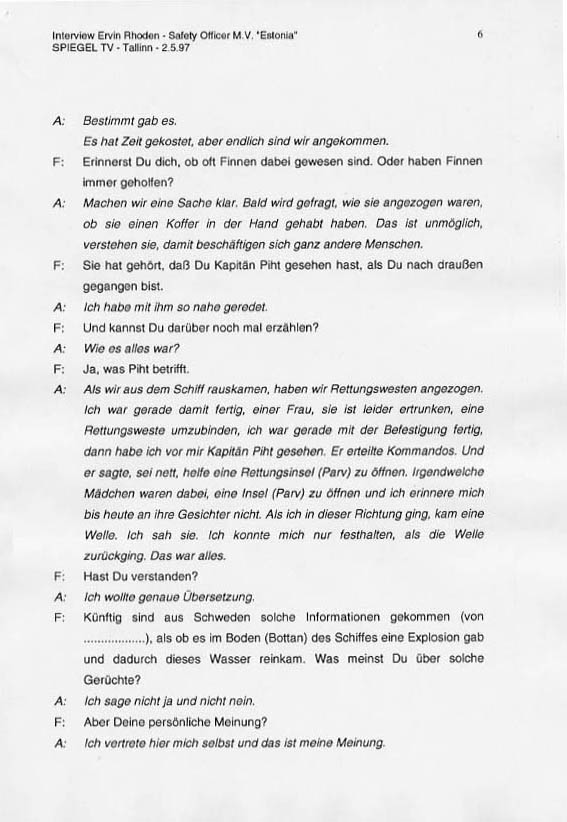 Interview Ervin Rhoden - Safety Officer M.V. "Estonia"
6
SPIEGEL TV - Tallinn - 2.5.97
A: Bestimmt gab es.
Es hat Zeit gekostet, aber endlich sind wir angekommen.
F: Erinnerst Du dich, ob oft Finnen dabei gewesen sind. Oder haben Finnen
immer geholfen?
A: Machen wir eine Sache klar. Bald wird gefragt, wie sie angezogen waren,
ob sie einen Koffer in der Hand gehabt haben. Das ist unmöglich,
verstehen sie, damit beschäftigen sich ganz andere Menschen.
F: Sie hat gehört, daß Du Kapitän Piht gesehen hast, als Du nach draußen
gegangen bist.
A: Ich habe mit ihm so nahe geredet.
F: Und kannst Du darüber noch mal erzählen?
A: Wie es alles war?
F: Ja, was Piht betrifft.
A: Als wir aus dem Schiff rauskamen, haben wir Rettungswesten angezogen.
Ich war gerade damit fertig, einer Frau, sie ist leider ertrunken, eine
Rettungsweste umzubinden, ich war gerade mit der Befestigung fertig,
dann habe ich vor mir Kapitän Piht gesehen. Er erteilte Kommandos. Und
er sagte, sei nett, helfe eine Rettungsinsel (Parv) zu öffnen. Irgendwelche
Mädchen waren dabei, eine Insel (Parv) zu öffnen und ich erinnere mich
bis heute an ihre Gesichter nicht. Als ich in dieser Richtung ging, kam eine
Welle. Ich sah sie. Ich konnte mich nur festhalten, als die Welle
zurückging. Das war alles.
F: Hast Du verstanden?
A: Ich wollte genaue Übersetzung.
F: Künftig sind aus Schweden solche Informationen gekommen (von
..................), als ob es im Boden (Bottan) des Schiffes eine Explosion gab
und dadurch dieses Wasser reinkam. Was meinst Du über solche
Gerüchte?
A: Ich sage nicht ja und nicht nein.
F: Aber Deine persönliche Meinung?
A: Ich vertrete hier mich selbst und das ist meine Meinung.